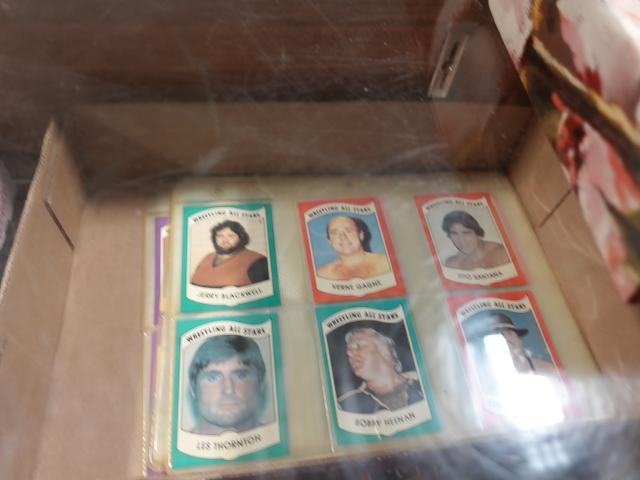 WRESTLING ALL STARS
JERRY BLACKWELL
WRESTLING ALL STARS
VERNE GAGNE
WRESTLING ALL STARS
TITO SANTANA
WRESTLING ALL STARS
LES THORNTON
WRESTLING ALL STARS
BOBBY HEENAN
WRESTLING ALL STARS